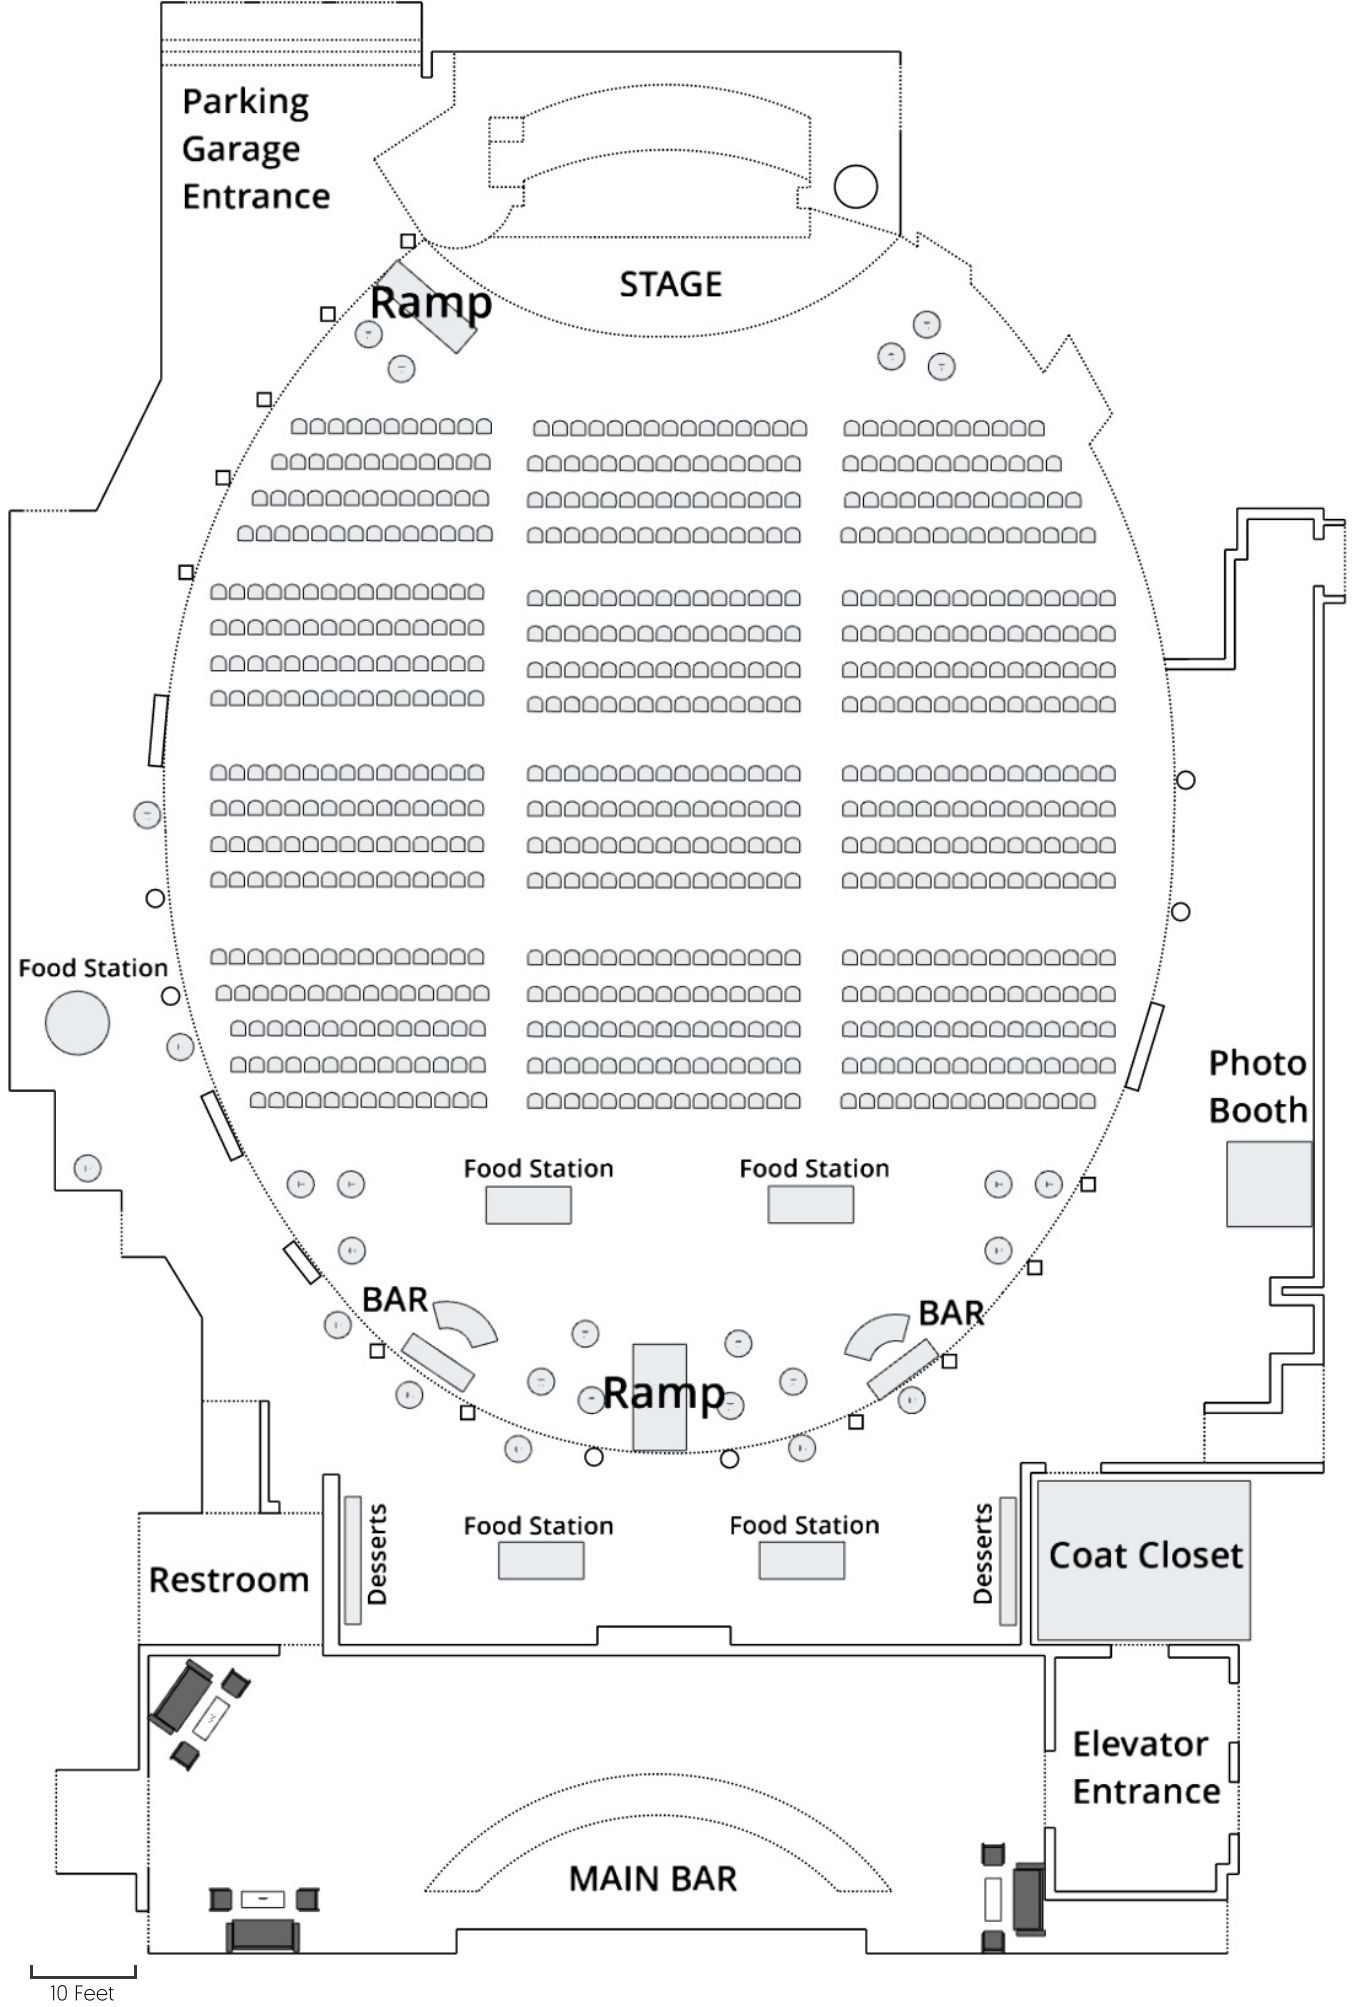 Parking
Garage
Entrance
STAGE
Ramp
Food Station
Photo
Booth
Food Station
Food Station
BAR
BAR
Ramp
Food Station
Food Station
Desserts
Desserts
Restroom
Coat Closet
Elevator
Entrance
MAIN BAR
10 Feet